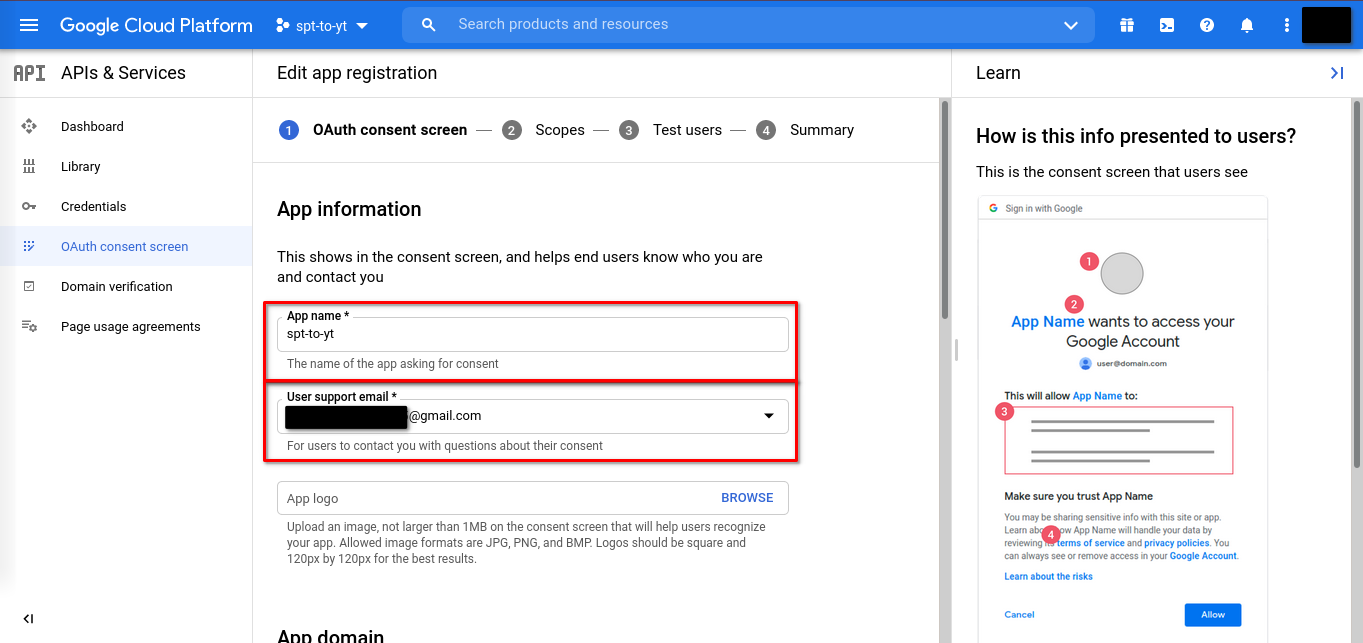 Google Cloud Platform
spt-to-yt
Search products and resources
API APIs & Services
Edit app registration
Learn
Dashboard
Library
Credentials
OAuth consent screen
Domain verification
Page usage agreements
1 OAuth consent screen — 2 Scopes — 3 Test users — 4 Summary
App information
This shows in the consent screen, and helps end users know who you are
and contact you
App name *
spt-to-yt
The name of the app asking for consent
User support email *
@gmail.com
For users to contact you with questions about their consent
App logo
BROWSE
Upload an image, not larger than 1MB on the consent screen that will help users recognize
your app. Allowed image formats are JPG, PNG, and BMP. Logos should be square and
120px by 120px for the best results.
App domain
How is this info presented to users?
This is the consent screen that users see
G Sign in with Google
1
2
App Name wants to access your
Google Account
user@domain.com
This will allow App Name to:
3
Make sure you trust App Name
You may be sharing sensitive info with this site or app.
Learn about how App Name will handle your data by
reviewing its terms of service and privacy policies. You
4
can always see or remove access in your Google Account.
Learn about the risks
Cancel
Allow